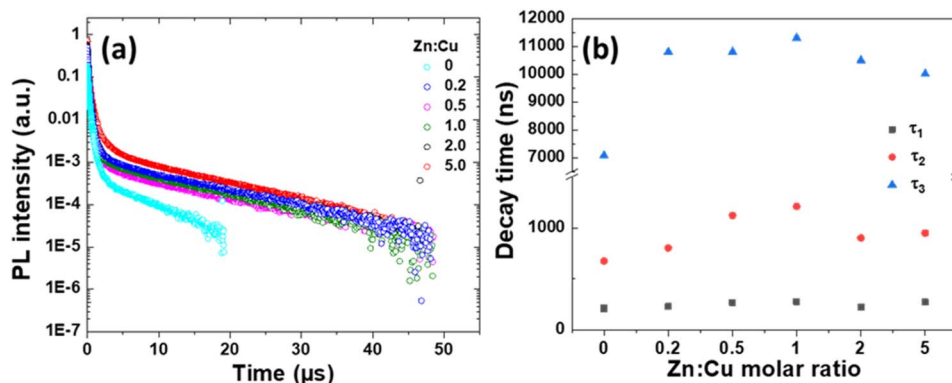 (a)
PL intensity (a.u.)
1
0.1
0.01
1E-3
1E-4
1E-5
1E-6
1E-7
0 10 20 30 40 50
Time (μs)
Zn:Cu
0
0.2
0.5
1.0
2.0
5.0
(b)
Decay time (ns)
12000
11000
10000
9000
8000
7000
1000
0
0 0.2 0.5 1 2 5
Zn:Cu molar ratio
τ1
τ2
τ3